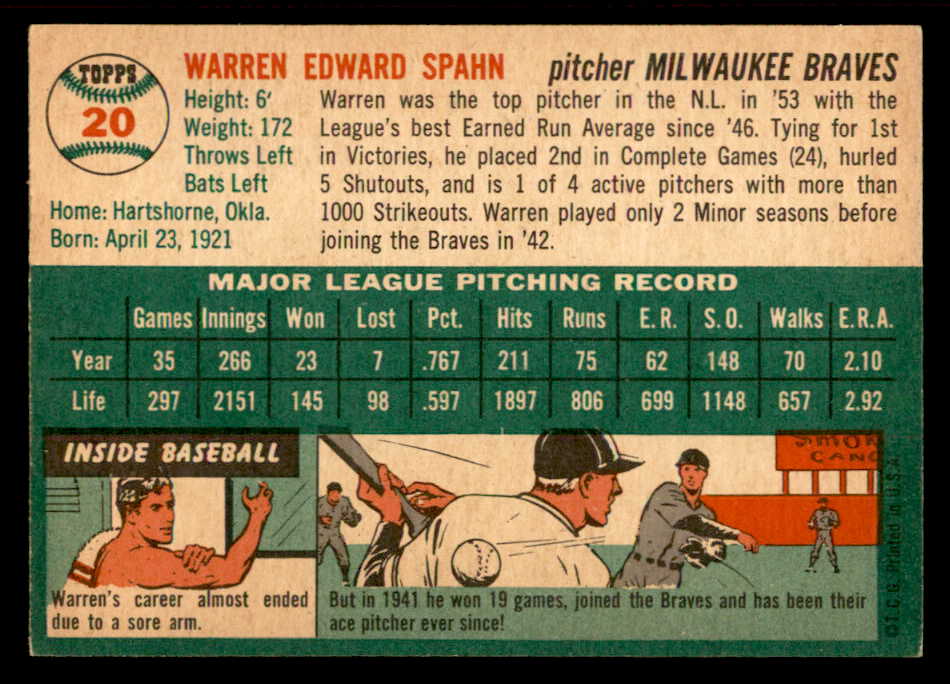 TOPPS
20
WARREN EDWARD SPAHN pitcher MILWAUKEE BRAVES
Height: 6'
Weight: 172
Throws Left
Bats Left
Home: Hartshorne, Okla.
Born: April 23, 1921
Warren was the top pitcher in the N.L. in '53 with the
League's best Earned Run Average since '46. Tying for 1st
in Victories, he placed 2nd in Complete Games (24), hurled
5 Shutouts, and is 1 of 4 active pitchers with more than
1000 Strikeouts. Warren played only 2 Minor seasons before
joining the Braves in '42.
MAJOR LEAGUE PITCHING RECORD
Games Innings Won Lost Pct. Hits Runs E.R. S.O. Walks E.R.A.
Year 35 266 23 7 .767 211 75 62 148 70 2.10
Life 297 2151 145 98 .597 1897 806 699 1148 657 2.92
INSIDE BASEBALL
Warren's career almost ended
due to a sore arm.
SMOK
CANC
But in 1941 he won 19 games, joined the Braves and has been their
ace pitcher ever since!
©T.C.G. Printed in U.S.A.